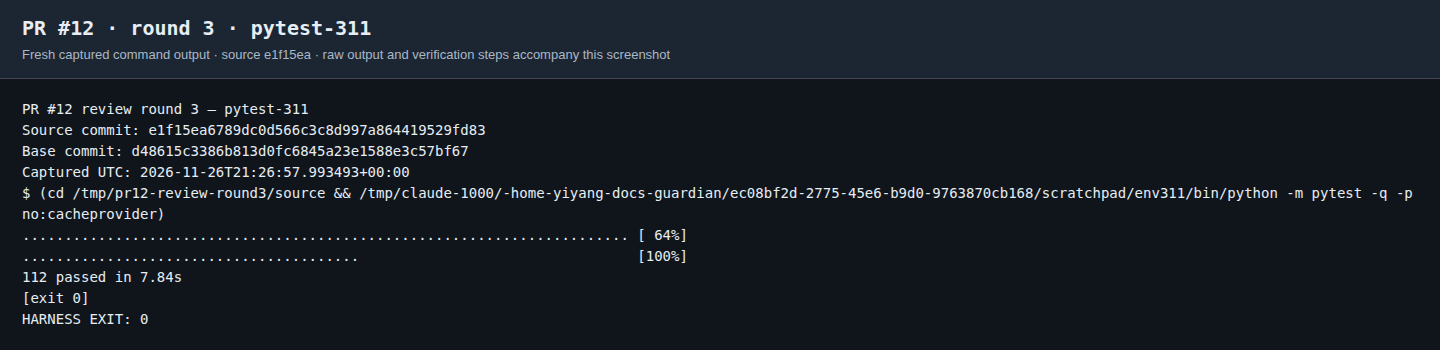 PR #12 · round 3 · pytest-311
Fresh captured command output · source e1f15ea · raw output and verification steps accompany this screenshot
PR #12 review round 3 — pytest-311
Source commit: e1f15ea6789dc0d566c3c8d997a864419529fd83
Base commit: d48615c3386b813d0fc6845a23e1588e3c57bf67
Captured UTC: 2026-11-26T21:26:57.993493+00:00
$ (cd /tmp/pr12-review-round3/source && /tmp/claude-1000/-home-yiyang-docs-guardian/ec08bf2d-2775-45e6-b9d0-9763870cb168/scratchpad/env311/bin/python -m pytest -q -p
no:cacheprovider)
........................................................................ [ 64%]
........................................                                 [100%]
112 passed in 7.84s
[exit 0]
HARNESS EXIT: 0